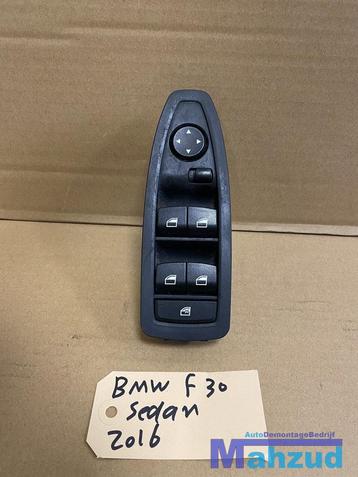 BMW F30
Sedan
2016
AutoDemontageBedrijf
Mahzud